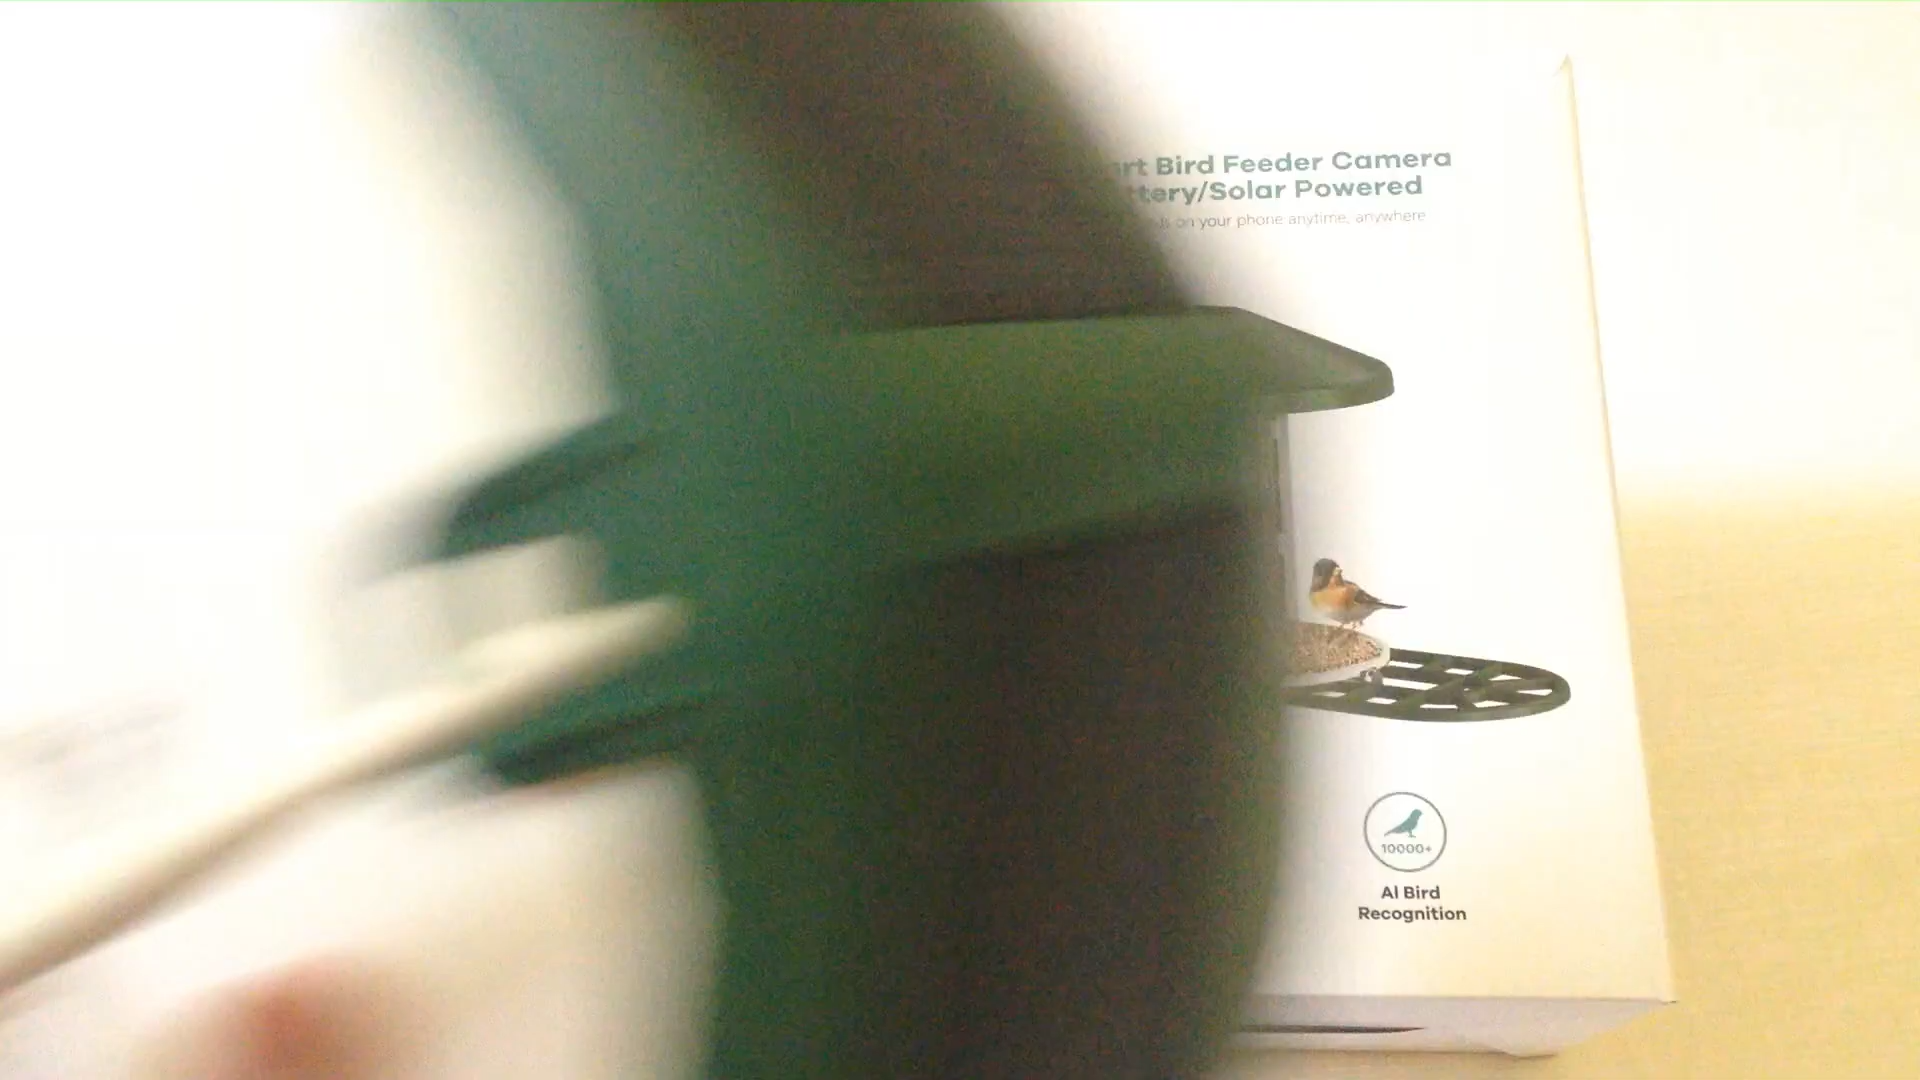 Bird Feeder Camera
/Solar Powered
on your phone anytime, anywhere
10000+
AI Bird
Recognition